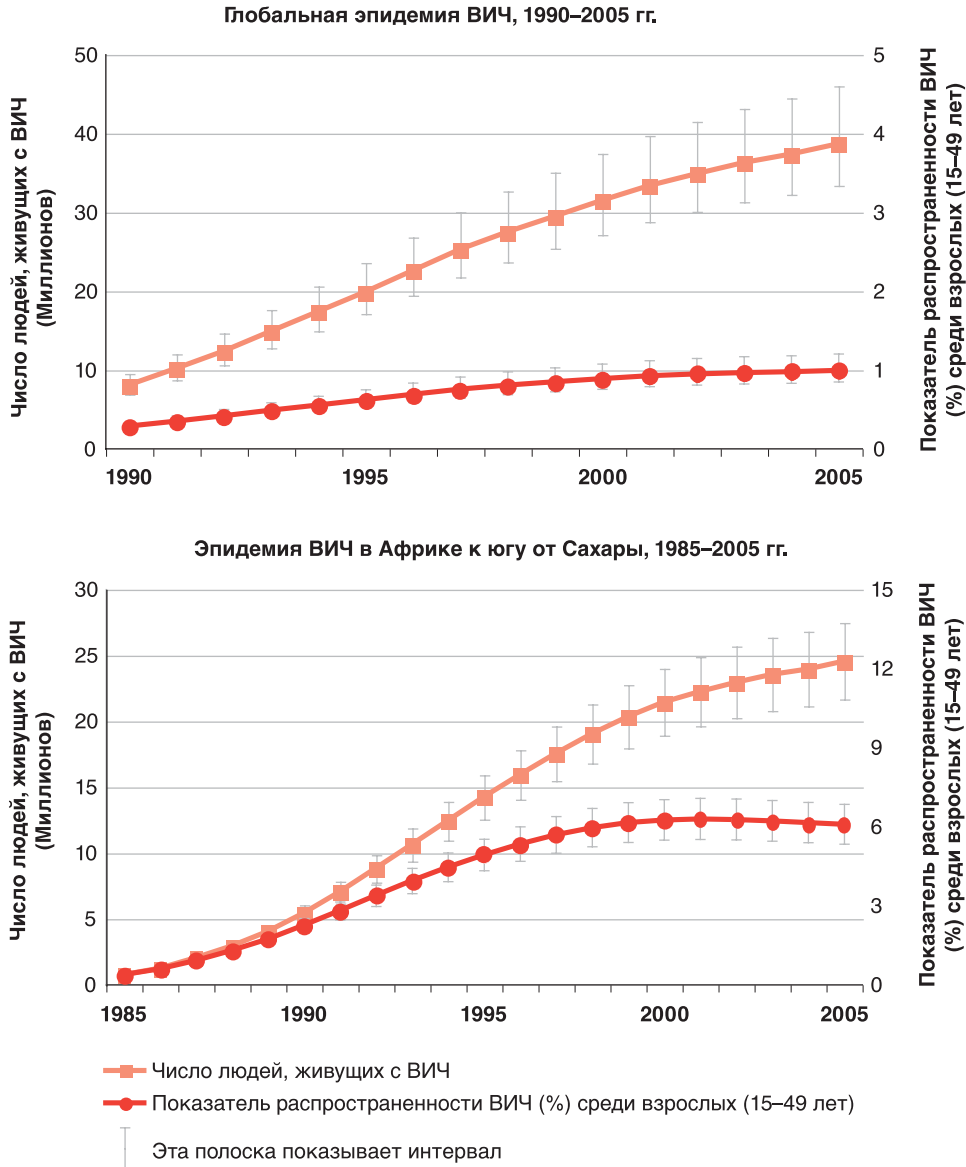 Глобальная эпидемия ВИЧ, 1990–2005 гг.
Число людей, живущих с ВИЧ
(Миллионов)
50
40
30
20
10
0
5
4
3
2
1
0
Показатель распространенности ВИЧ
(%) среди взрослых (15–49 лет)
1990
1995
2000
2005
Эпидемия ВИЧ в Африке к югу от Сахары, 1985–2005 гг.
Число людей, живущих с ВИЧ
(Миллионов)
30
25
20
15
10
5
0
15
12
9
6
3
0
Показатель распространенности ВИЧ
(%) среди взрослых (15–49 лет)
1985
1990
1995
2000
2005
Число людей, живущих с ВИЧ
Показатель распространенности ВИЧ (%) среди взрослых (15–49 лет)
Эта полоска показывает интервал